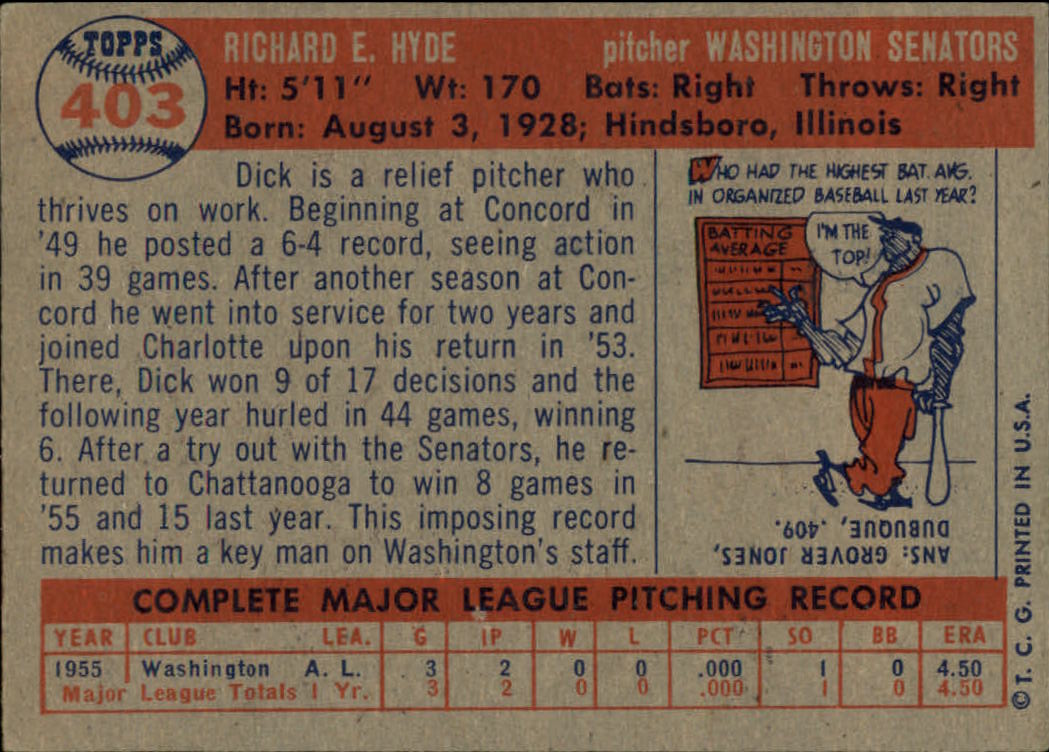 TOPPS
403
RICHARD E. HYDE pitcher WASHINGTON SENATORS
Ht: 5'11" Wt: 170 Bats: Right Throws: Right
Born: August 3, 1928; Hindsboro, Illinois
Dick is a relief pitcher who
thrives on work. Beginning at Concord in
'49 he posted a 6-4 record, seeing action
in 39 games. After another season at Con-
cord he went into service for two years and
joined Charlotte upon his return in '53.
There, Dick won 9 of 17 decisions and the
following year hurled in 44 games, winning
6. After a try out with the Senators, he re-
turned to Chattanooga to win 8 games in
'55 and 15 last year. This imposing record
makes him a key man on Washington's staff.
WHO HAD THE HIGHEST BAT. AVG.
IN ORGANIZED BASEBALL LAST YEAR?
BATTING
AVERAGE
I'M THE
TOP!
ANS: GROVER JONES,
DUBUQUE, .409.
COMPLETE MAJOR LEAGUE PITCHING RECORD
YEAR CLUB LEA. G IP W L PCT SO BB ERA
1955 Washington A. L. 3 2 0 0 .000 1 0 4.50
Major League Totals 1 Yr. 3 2 0 0 .000 1 0 4.50
©T. C. G. PRINTED IN U.S.A.